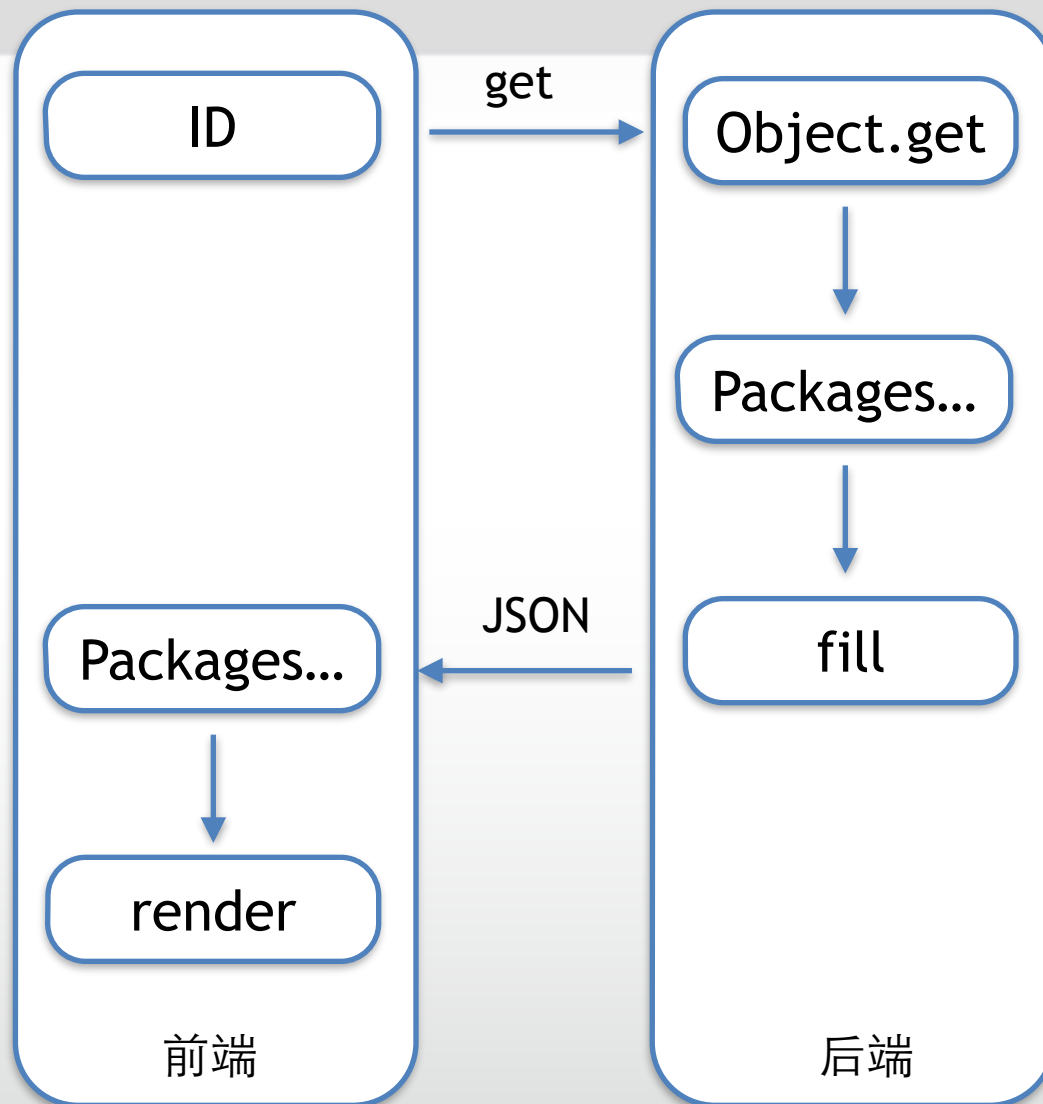 ID
get
Object.get
Packages…
JSON
Packages…
fill
render
前端
后端